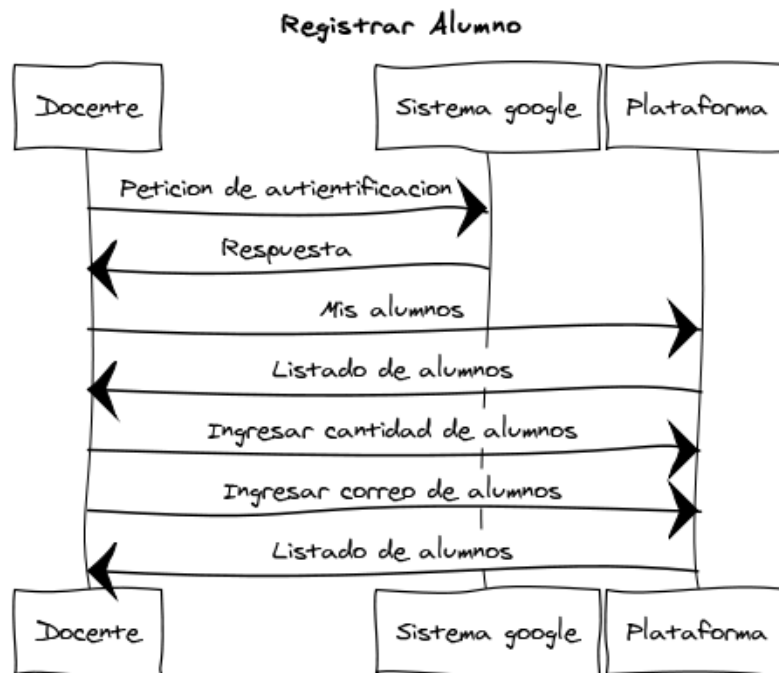 Registrar Alumno
Docente
Sistema google
Plataforma
Peticion de autientificacion
Respuesta
Mis alumnos
Listado de alumnos
Ingresar cantidad de alumnos
Ingresar correo de alumnos
Listado de alumnos
Docente
Sistema google
Plataforma